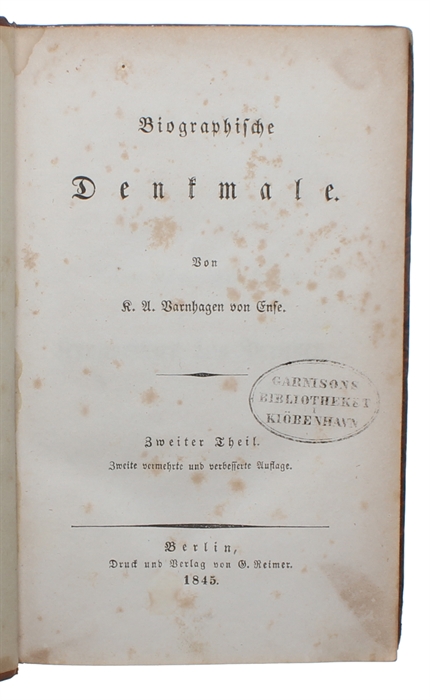 Biographische
Denkmale.
Von
K. A. Varnhagen von Ense.
GARNISONS
BIBLIOTHEKET
I
KIÖBENHAVN
Zweiter Theil.
Zweite vermehrte und verbesserte Auflage.
Berlin,
Druck und Verlag von G. Reimer.
1845.